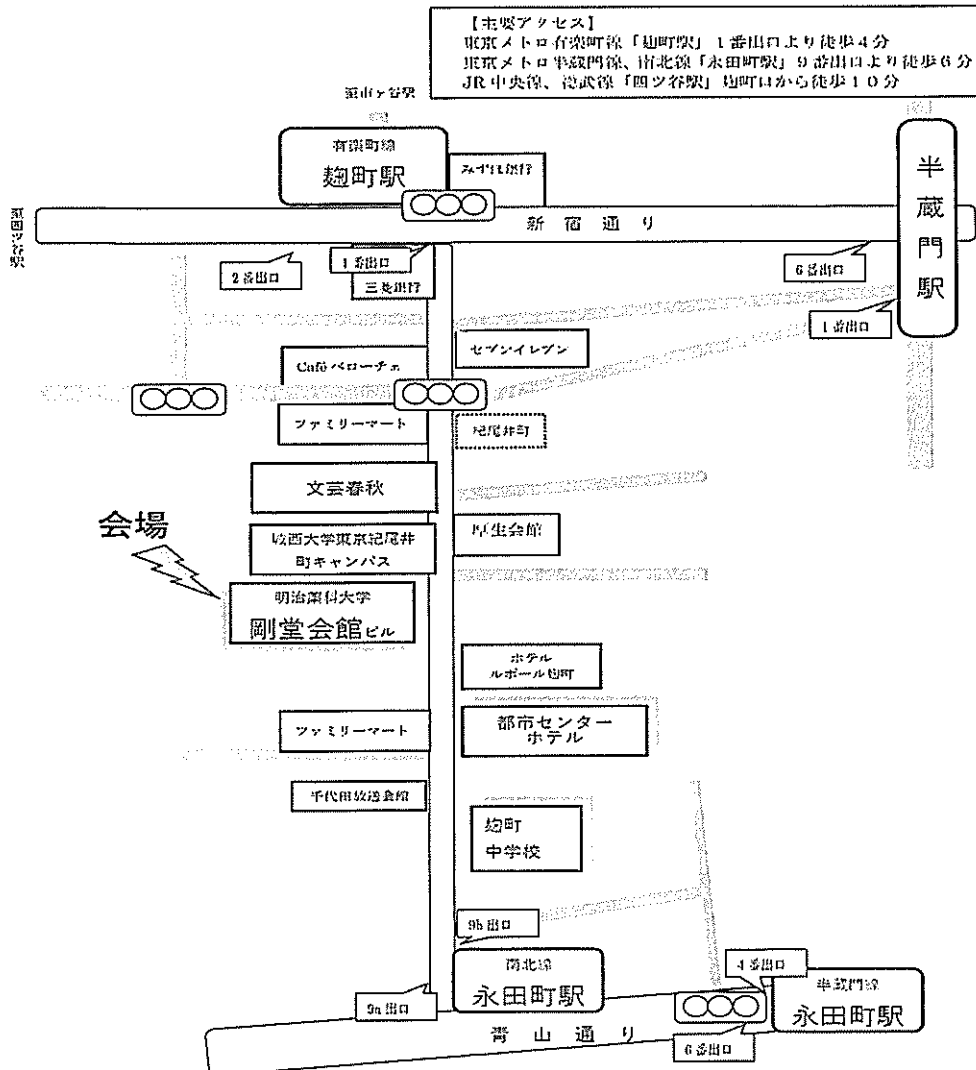 【主要アクセス】
東京メトロ有楽町線「麹町駅」1番出口より徒歩4分
東京メトロ半蔵門線、南北線「永田町駅」9番出口より徒歩6分
JR中央線、総武線「四ツ谷駅」麹町口から徒歩10分
至市ヶ谷駅
有楽町線
麹町駅
みずほ銀行
半蔵門駅
至四ツ谷駅
新宿通り
2番出口
1番出口
三菱銀行
6番出口
1番出口
Caféベローチェ
セブンイレブン
ファミリーマート
紀尾井町
文芸春秋
会場
城西大学東京紀尾井
町キャンパス
厚生会館
明治薬科大学
剛堂会館ビル
ホテル
ルポール麹町
ファミリーマート
都市センター
ホテル
千代田放送会館
麹町
中学校
9b出口
南北線
永田町駅
4番出口
半蔵門線
永田町駅
9a出口
青山通り
6番出口